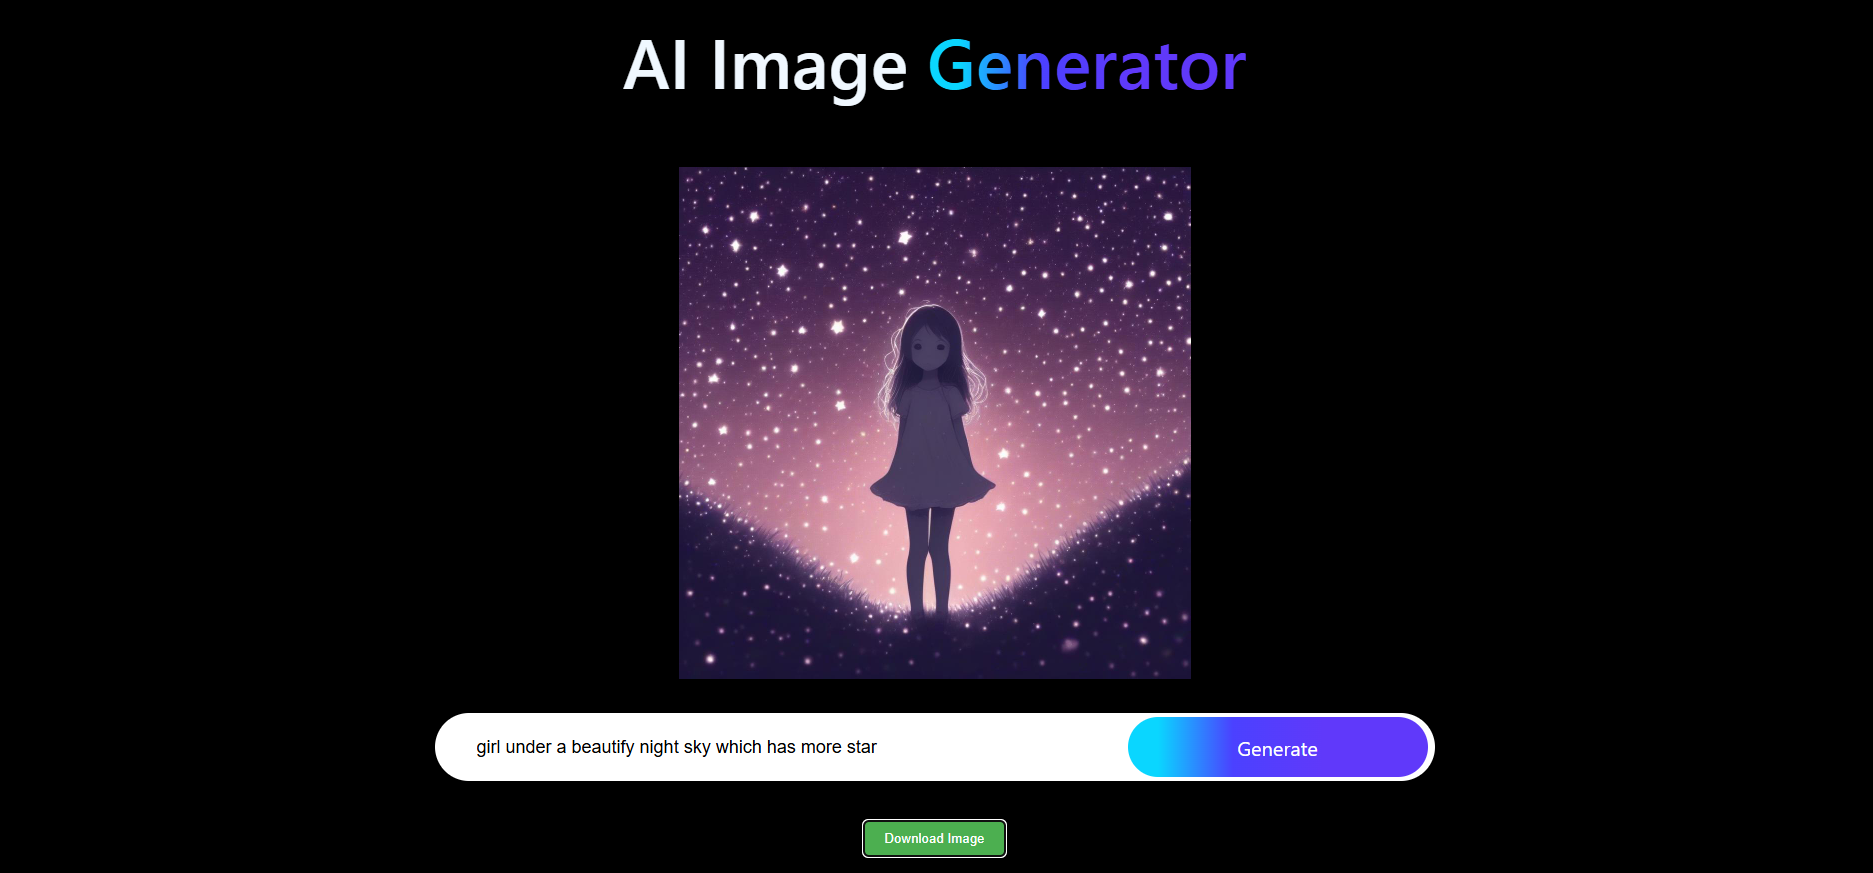 AI Image Generator
girl under a beautify night sky which has more star
Generate
Download Image